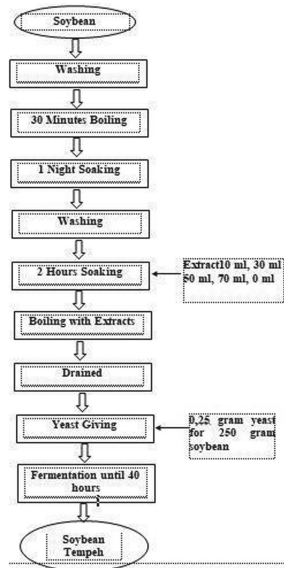 Soybean
Washing
30 Minutes Boiling
1 Night Soaking
Washing
2 Hours Soaking
Extract10 ml, 30 ml
50 ml, 70 ml, 0 ml
Boiling with Extracts
Drained
Yeast Giving
0,25 gram yeast
for 250 gram
soybean
Fermentation until 40
hours
Soybean
Tempeh